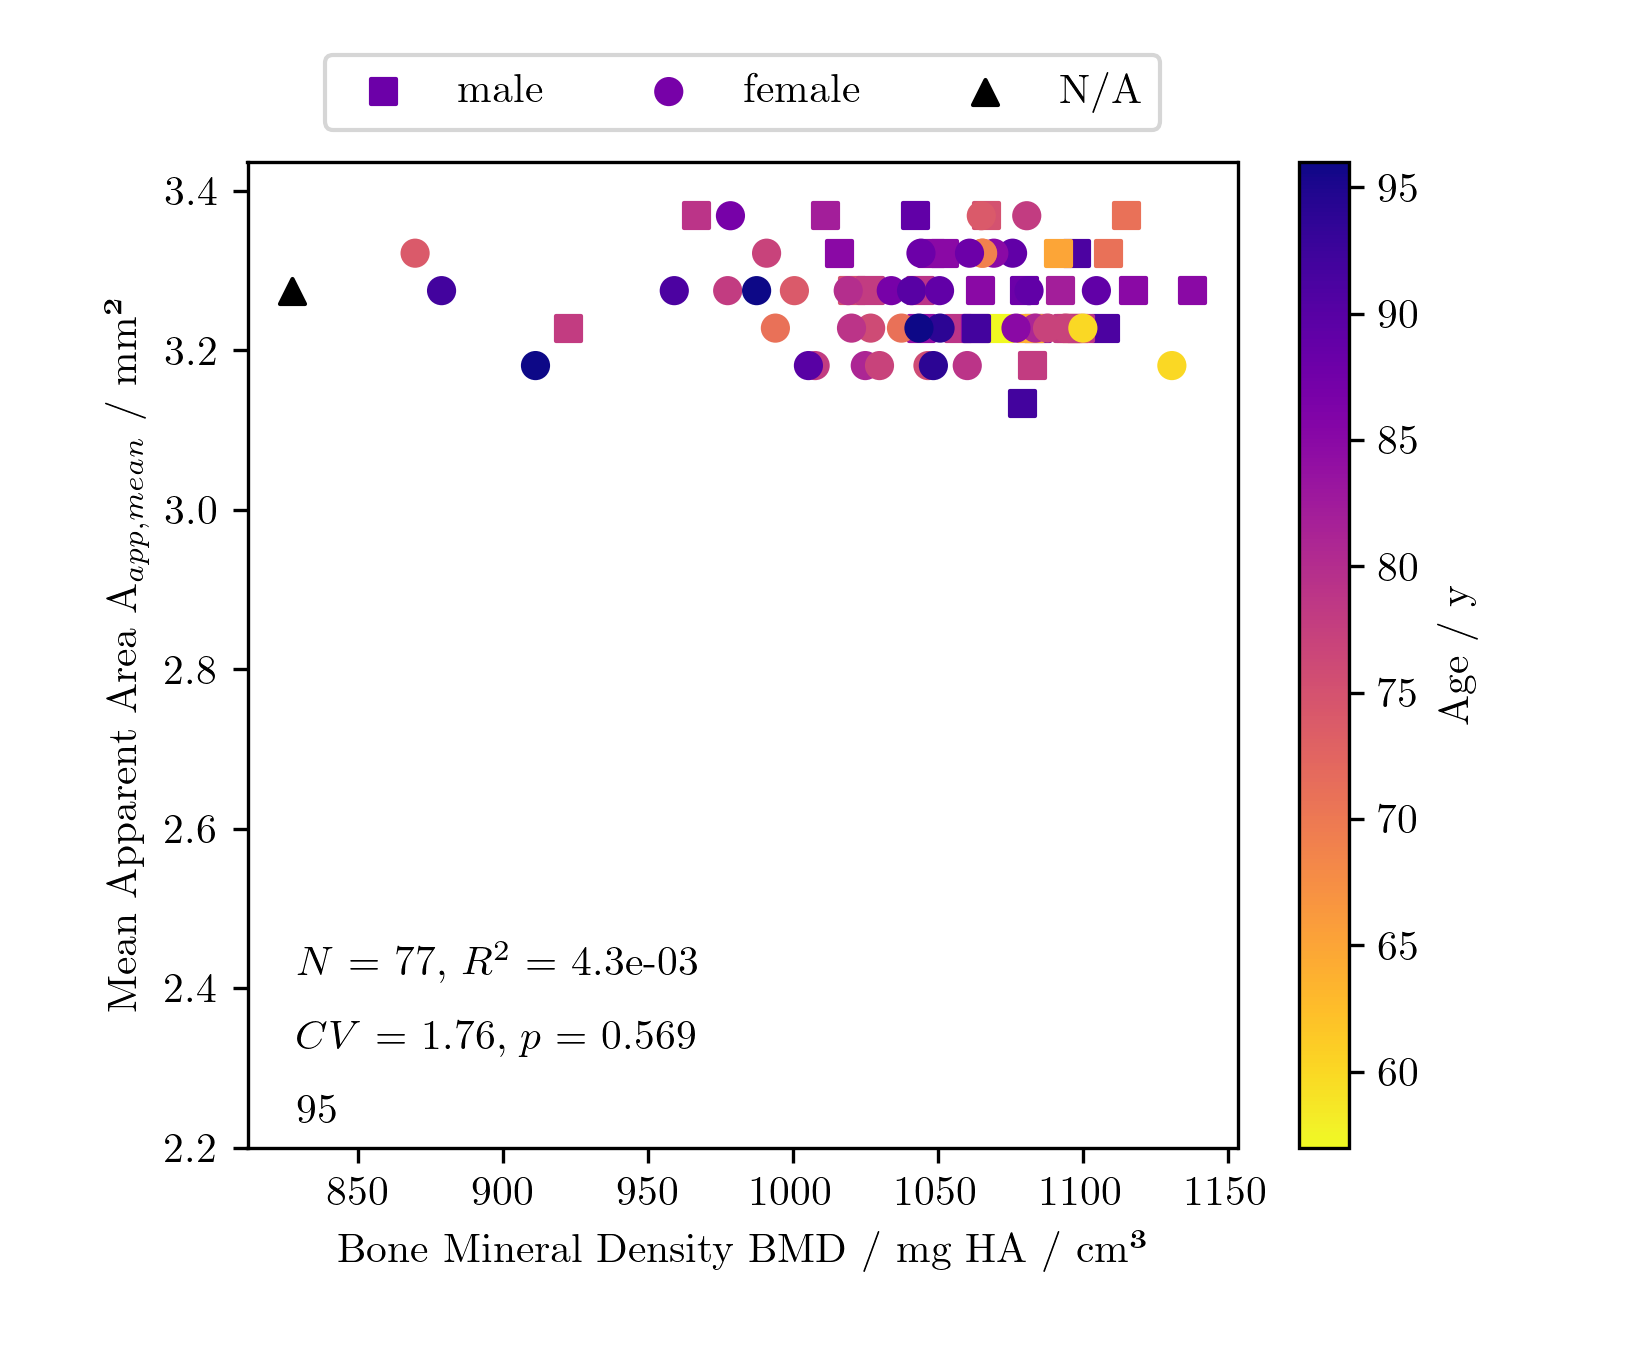 male female N/A
3.4
3.2
3.0
2.8
2.6
2.4
2.2
Mean Apparent Area A_{app,mean} / mm²
N = 77, R² = 4.3e-03
CV = 1.76, p = 0.569
95
850 900 950 1000 1050 1100 1150
Bone Mineral Density BMD / mg HA / cm³
95
90
85
80
75
70
65
60
Age / y